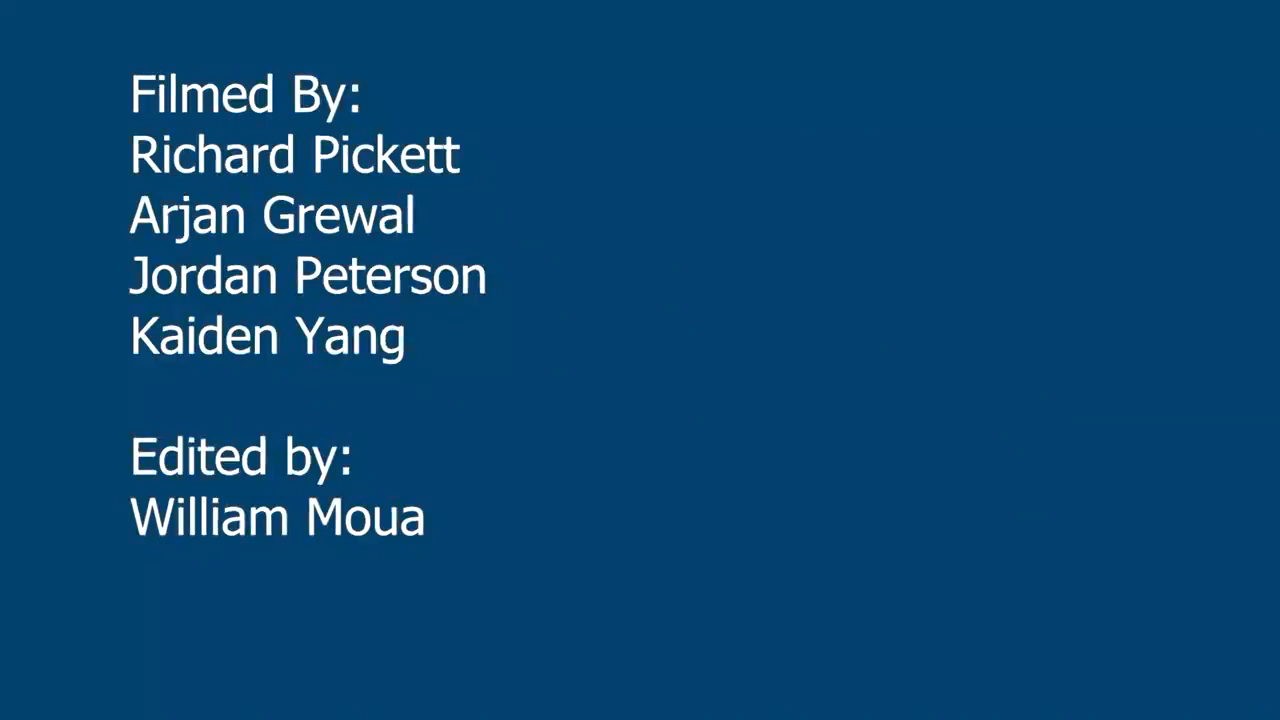 Filmed By:
Richard Pickett
Arjan Grewal
Jordan Peterson
Kaiden Yang
Edited by:
William Moua